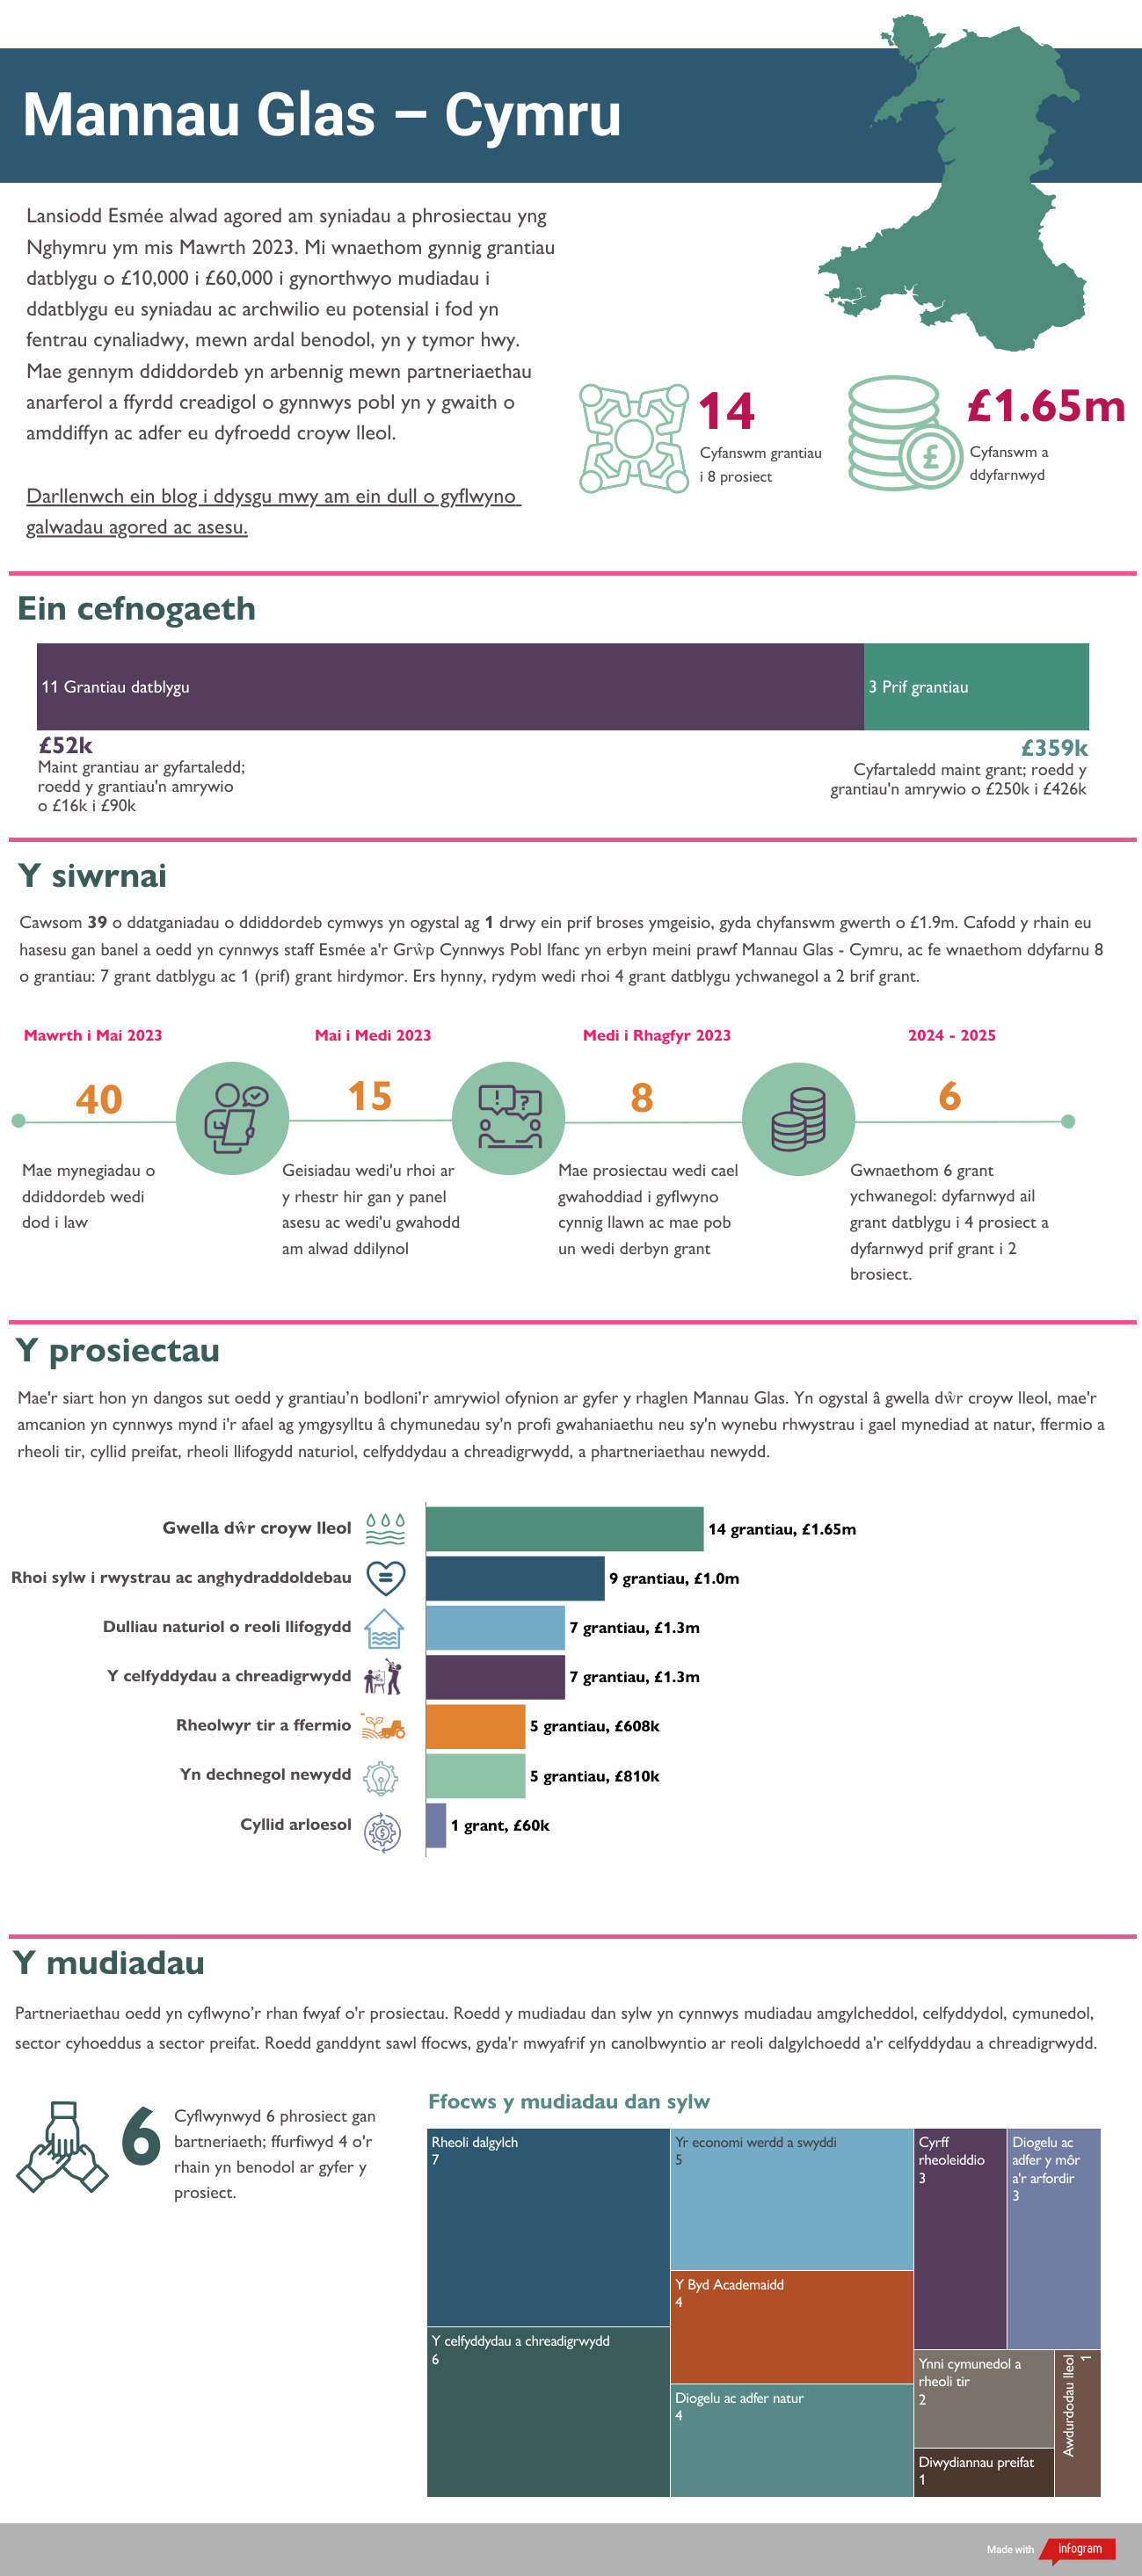 Mannau Glas – Cymru
Lansiodd Esmée alwad agored am syniadau a phrosiectau yng
Nghymru ym mis Mawrth 2023. Mi wnaethom gynnig grantiau
datblygu o £10,000 i £60,000 i gynorthwyo mudiadau i
ddatblygu eu syniadau ac archwilio eu potensial i fod yn
fentrau cynaliadwy, mewn ardal benodol, yn y tymor hwy.
Mae gennym ddiddordeb yn arbennig mewn partneriaethau
anarferol a ffyrdd creadigol o gynnwys pobl yn y gwaith o
amddiffyn ac adfer eu dyfroedd croyw lleol.
Darllenwch ein blog i ddysgu mwy am ein dull o gyflwyno
galwadau agored ac asesu.
14
Cyfanswm grantiau
i 8 prosiect
£1.65m
Cyfanswm a
ddyfarnwyd
£
Ein cefnogaeth
11 Grantiau datblygu
3 Prif grantiau
£52k
Maint grantiau ar gyfartaledd;
roedd y grantiau'n amrywio
o £16k i £90k
£359k
Cyfartaledd maint grant; roedd y
grantiau'n amrywio o £250k i £426k
Y siwrnai
Cawsom 39 o ddatganiadau o ddiddordeb cymwys yn ogystal ag 1 drwy ein prif broses ymgeisio, gyda chyfanswm gwerth o £1.9m. Cafodd y rhain eu
hasesu gan banel a oedd yn cynnwys staff Esmée a'r Grŵp Cynnwys Pobl Ifanc yn erbyn meini prawf Mannau Glas - Cymru, ac fe wnaethom ddyfarnu 8
o grantiau: 7 grant datblygu ac 1 (prif) grant hirdymor. Ers hynny, rydym wedi rhoi 4 grant datblygu ychwanegol a 2 brif grant.
Mawrth i Mai 2023
40
Mae mynegiadau o
ddiddordeb wedi
dod i law
Mai i Medi 2023
15
Geisiadau wedi'u rhoi ar
y rhestr hir gan y panel
asesu ac wedi'u gwahodd
am alwad ddilynol
! ?
Medi i Rhagfyr 2023
8
Mae prosiectau wedi cael
gwahoddiad i gyflwyno
cynnig llawn ac mae pob
un wedi derbyn grant
2024 - 2025
6
Gwnaethom 6 grant
ychwanegol: dyfarnwyd ail
grant datblygu i 4 prosiect a
dyfarnwyd prif grant i 2
brosiect.
Y prosiectau
Mae'r siart hon yn dangos sut oedd y grantiau’n bodloni’r amrywiol ofynion ar gyfer y rhaglen Mannau Glas. Yn ogystal â gwella dŵr croyw lleol, mae'r
amcanion yn cynnwys mynd i'r afael ag ymgysylltu â chymunedau sy'n profi gwahaniaethu neu sy'n wynebu rhwystrau i gael mynediad at natur, ffermio a
rheoli tir, cyllid preifat, rheoli llifogydd naturiol, celfyddydau a chreadigrwydd, a phartneriaethau newydd.
Gwella dŵr croyw lleol
14 grantiau, £1.65m
Rhoi sylw i rwystrau ac anghydraddoldebau
9 grantiau, £1.0m
Dulliau naturiol o reoli llifogydd
7 grantiau, £1.3m
Y celfyddydau a chreadigrwydd
7 grantiau, £1.3m
Rheolwyr tir a ffermio
5 grantiau, £608k
Yn dechnegol newydd
5 grantiau, £810k
Cyllid arloesol
$
1 grant, £60k
Y mudiadau
Partneriaethau oedd yn cyflwyno’r rhan fwyaf o'r prosiectau. Roedd y mudiadau dan sylw yn cynnwys mudiadau amgylcheddol, celfyddydol, cymunedol,
sector cyhoeddus a sector preifat. Roedd ganddynt sawl ffocws, gyda'r mwyafrif yn canolbwyntio ar reoli dalgylchoedd a'r celfyddydau a chreadigrwydd.
6
Cyflwynwyd 6 phrosiect gan
bartneriaeth; ffurfiwyd 4 o'r
rhain yn benodol ar gyfer y
prosiect.
Ffocws y mudiadau dan sylw
Rheoli dalgylch
7
Y celfyddydau a chreadigrwydd
6
Yr economi werdd a swyddi
5
Y Byd Academaidd
4
Diogelu ac adfer natur
4
Cyrff
rheoleiddio
3
Diogelu ac
adfer y môr
a'r arfordir
3
Ynni cymunedol a
rheoli tir
2
Diwydiannau preifat
1
Awdurdodau lleol
1
Made with
infogram